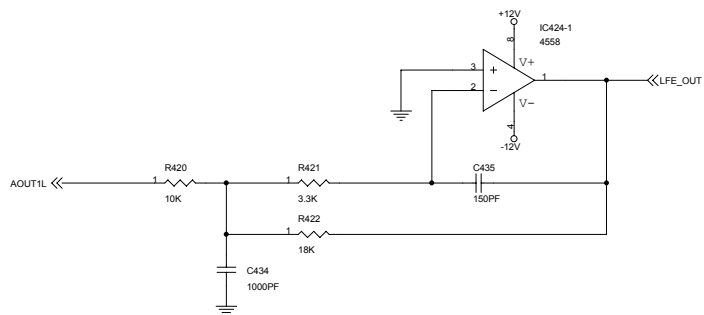 +12V
IC424-1
4558
8
V+
3
+
1
LFE_OUT
2
-
V-
4
-12V
R420
R421
C435
AOUT1L
1
1
10K
3.3K
150PF
R422
1
18K
C434
1000PF